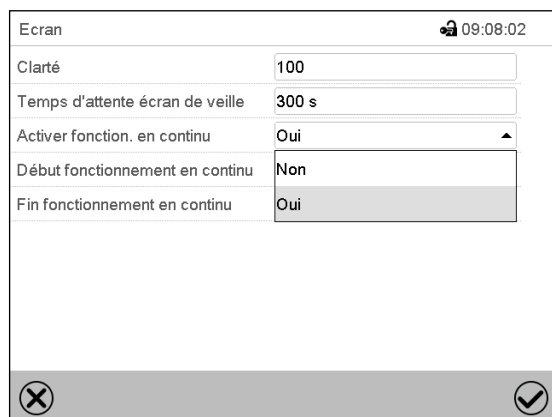 Ecran 09:08:02
Clarté 100
Temps d'attente écran de veille 300 s
Activer fonction. en continu Oui
Début fonctionnement en continu Non
Fin fonctionnement en continu Oui